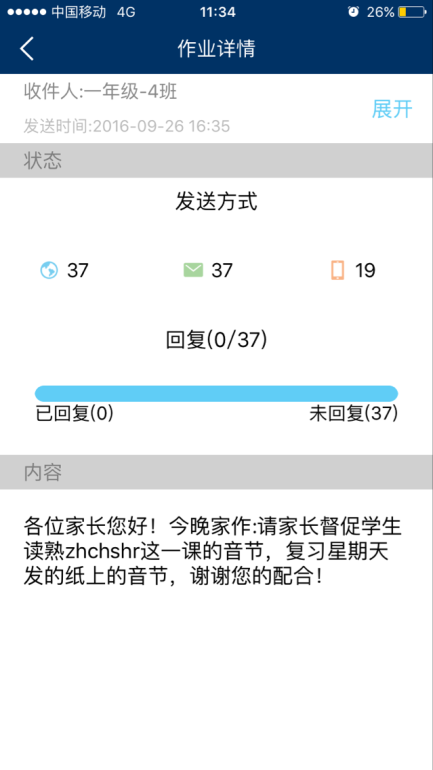 中国移动 4G 11:34 26%
作业详情
收件人:一年级-4班
展开
发送时间:2016-09-26 16:35
状态
发送方式
37 37 19
回复(0/37)
已回复(0) 未回复(37)
内容
各位家长您好！今晚家作:请家长督促学生
读熟zhchshr这一课的音节，复习星期天
发的纸上的音节，谢谢您的配合！